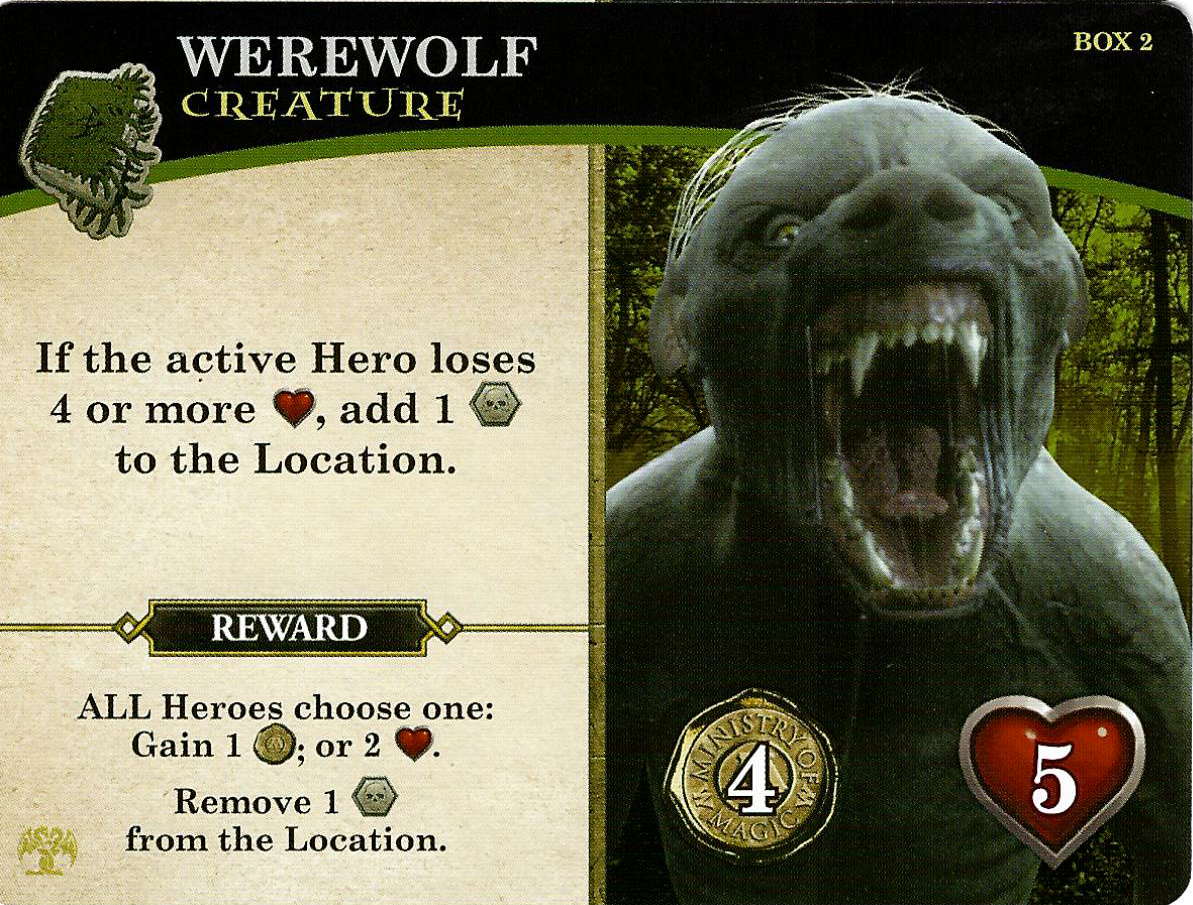 WEREWOLF
CREATURE
BOX 2
If the active Hero loses
4 or more , add 1
to the Location.
REWARD
ALL Heroes choose one:
Gain 1 ; or 2 .
Remove 1
from the Location.
MINISTRY OF
MAGIC
4
5